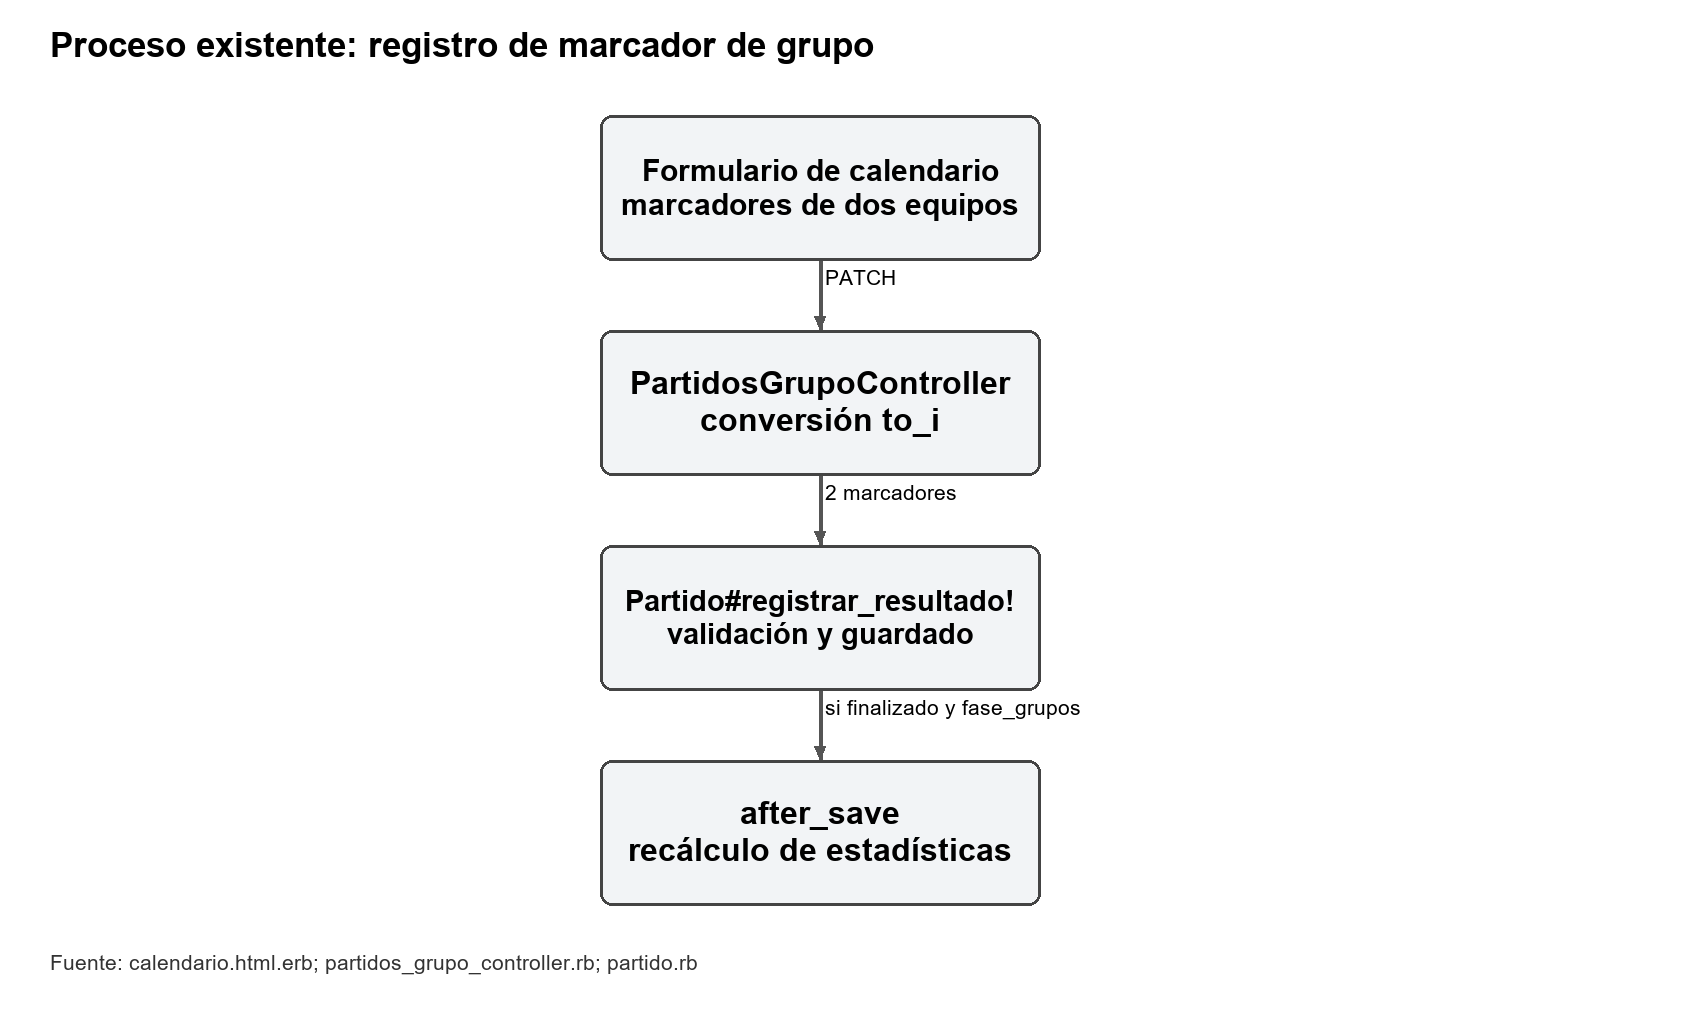 Proceso existente: registro de marcador de grupo
Formulario de calendario
marcadores de dos equipos
PATCH
PartidosGrupoController
conversión to_i
2 marcadores
Partido#registrar_resultado!
validación y guardado
si finalizado y fase_grupos
after_save
recálculo de estadísticas
Fuente: calendario.html.erb; partidos_grupo_controller.rb; partido.rb